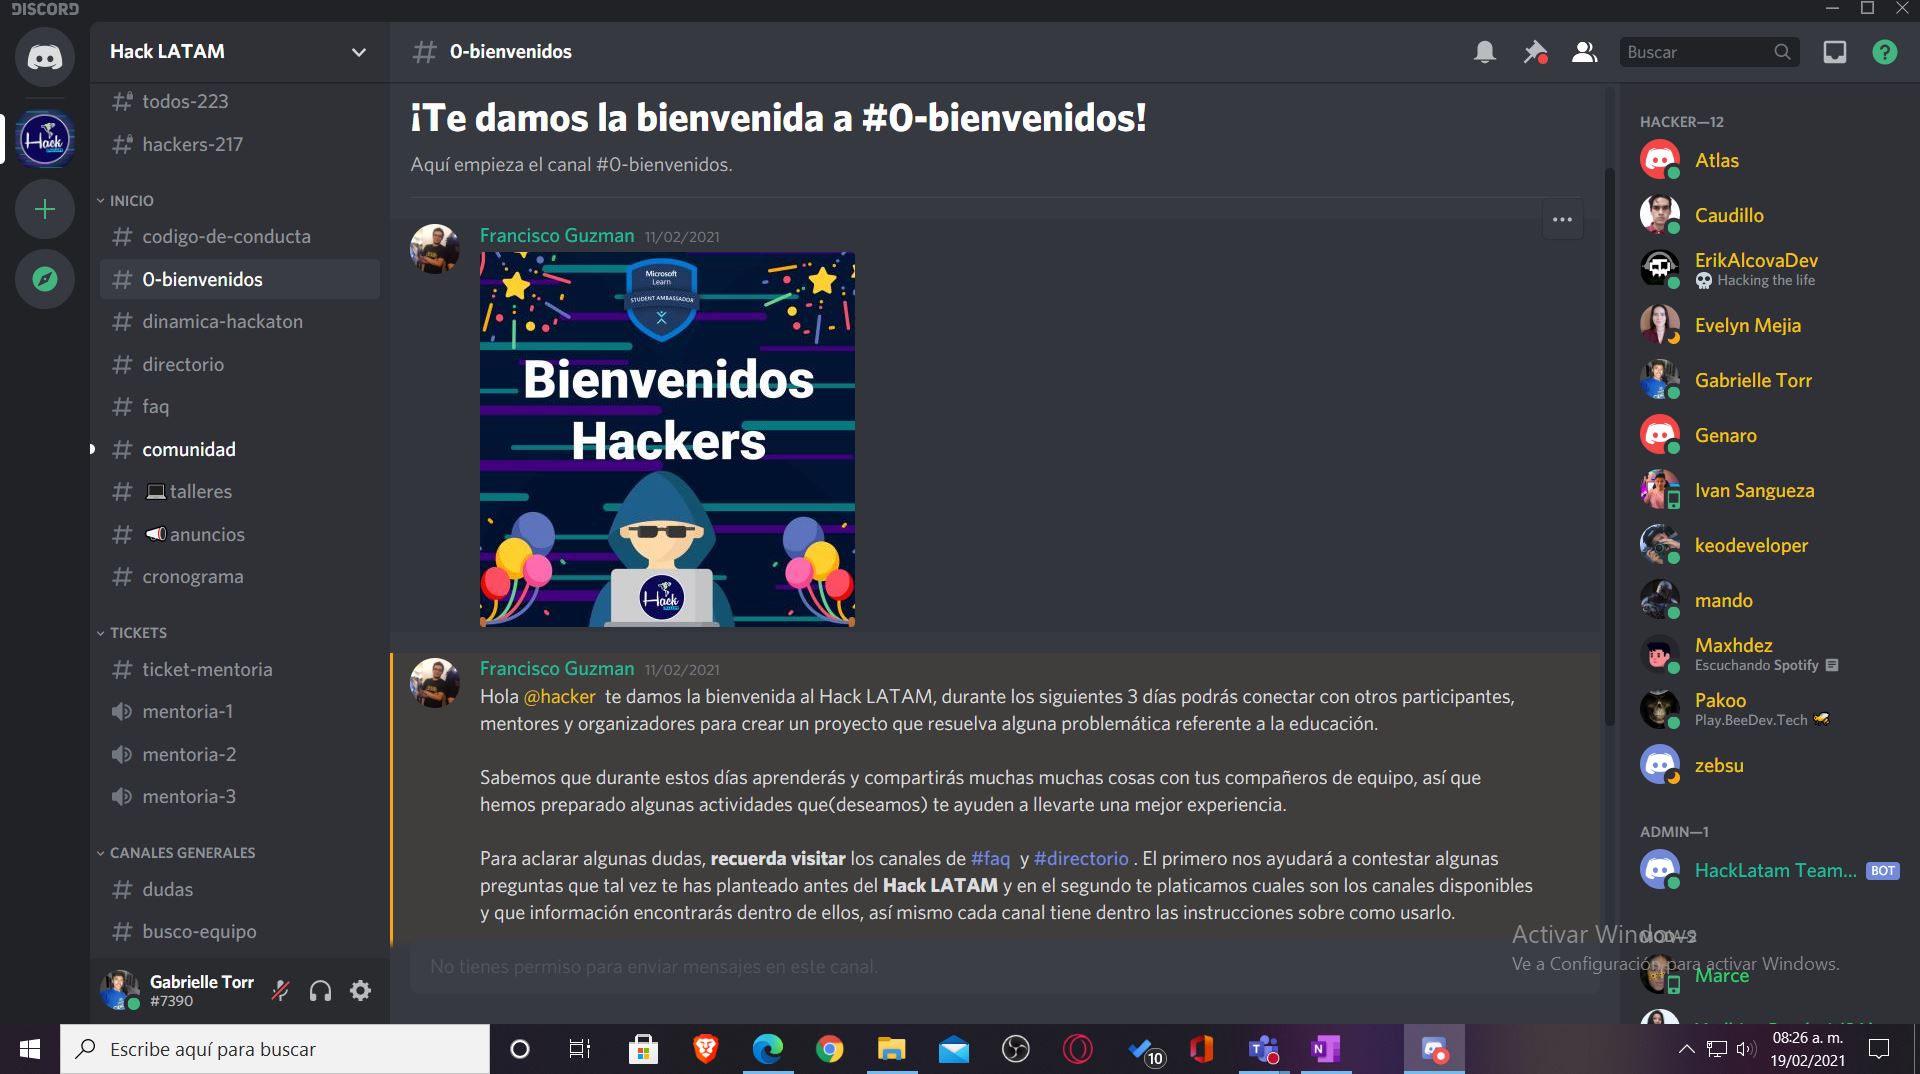 DISCORD
Hack LATAM
todos-223
hackers-217
INICIO
codigo-de-conducta
0-bienvenidos
dinamica-hackaton
directorio
faq
comunidad
talleres
anuncios
cronograma
TICKETS
ticket-mentoria
mentoria-1
mentoria-2
mentoria-3
CANALES GENERALES
dudas
busco-equipo
Gabrielle Torr
#7390
0-bienvenidos
Buscar
¡Te damos la bienvenida a #0-bienvenidos!
Aquí empieza el canal #0-bienvenidos.
Francisco Guzman 11/02/2021
Microsoft
Learn
STUDENT AMBASSADOR
Bienvenidos
Hackers
Hack
Francisco Guzman 11/02/2021
Hola @hacker te damos la bienvenida al Hack LATAM, durante los siguientes 3 días podrás conectar con otros participantes,
mentores y organizadores para crear un proyecto que resuelva alguna problemática referente a la educación.
Sabemos que durante estos días aprenderás y compartirás muchas muchas cosas con tus compañeros de equipo, así que
hemos preparado algunas actividades que(deseamos) te ayuden a llevarte una mejor experiencia.
Para aclarar algunas dudas, recuerda visitar los canales de #faq y #directorio . El primero nos ayudará a contestar algunas
preguntas que tal vez te has planteado antes del Hack LATAM y en el segundo te platicamos cuales son los canales disponibles
y que información encontrarás dentro de ellos, así mismo cada canal tiene dentro las instrucciones sobre como usarlo.
No tienes permiso para enviar mensajes en este canal.
HACKER—12
Atlas
Caudillo
ErikAlcovaDev
Hacking the life
Evelyn Mejia
Gabrielle Torr
Genaro
Ivan Sangueza
keodeveloper
mando
Maxhdez
Escuchando Spotify
Pakoo
Play.BeeDev.Tech
zebsu
ADMIN—1
HackLatam Team... BOT
Activar Windows
Ve a Configuración para activar Windows.
Marce
Escribe aquí para buscar
10
08:26 a. m.
19/02/2021